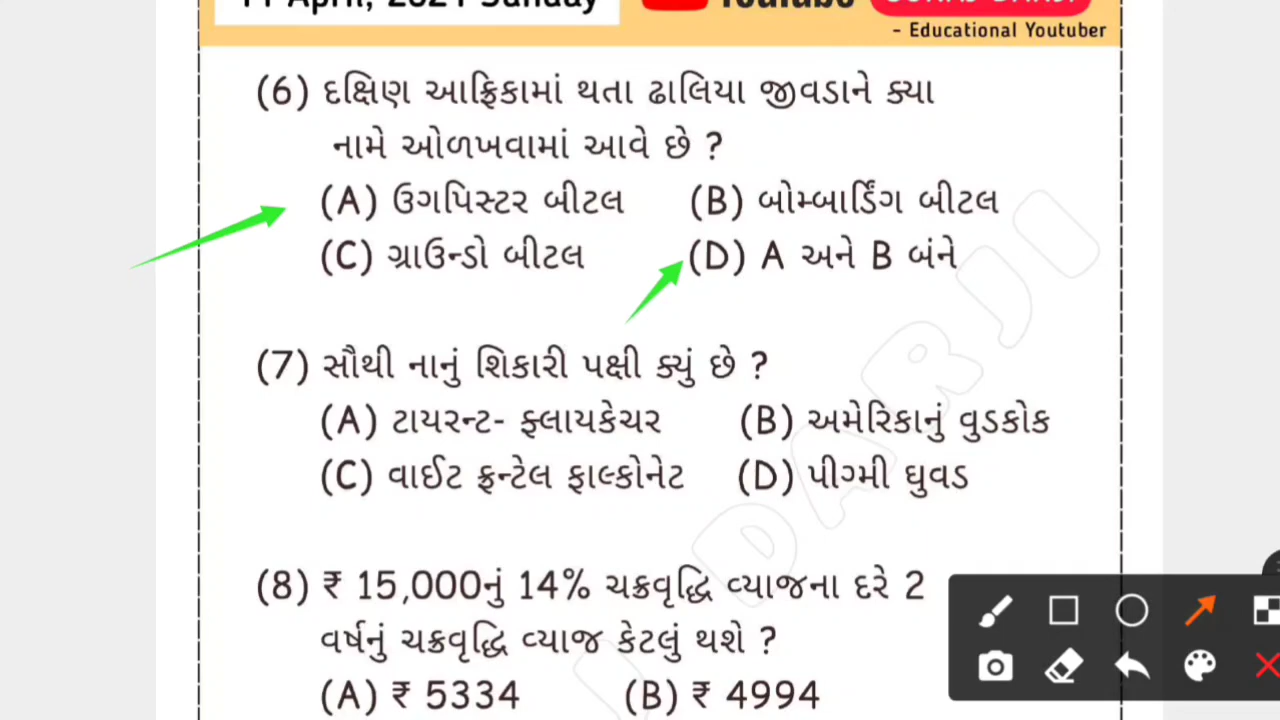 - Educational Youtuber
(6) દક્ષિણ આફ્રિકામાં થતા ઢાલિયા જીવડાને ક્યા
નામે ઓળખવામાં આવે છે ?
(A) ઉગપિસ્ટર બીટલ (B) બોમ્બાર્ડિંગ બીટલ
(C) ગ્રાઉન્ડો બીટલ (D) A અને B બંને
(7) સૌથી નાનું શિકારી પક્ષી ક્યું છે ?
(A) ટાયરન્ટ- ફ્લાયકેચર (B) અમેરિકાનું વુડકોક
(C) વાઈટ ફ્રન્ટેલ ફાલ્કોનેટ (D) પીગ્મી ઘુવડ
(8) ₹ 15,000નું 14% ચક્રવૃદ્ધિ વ્યાજના દરે 2
વર્ષનું ચક્રવૃદ્ધિ વ્યાજ કેટલું થશે ?
(A) ₹ 5334 (B) ₹ 4994